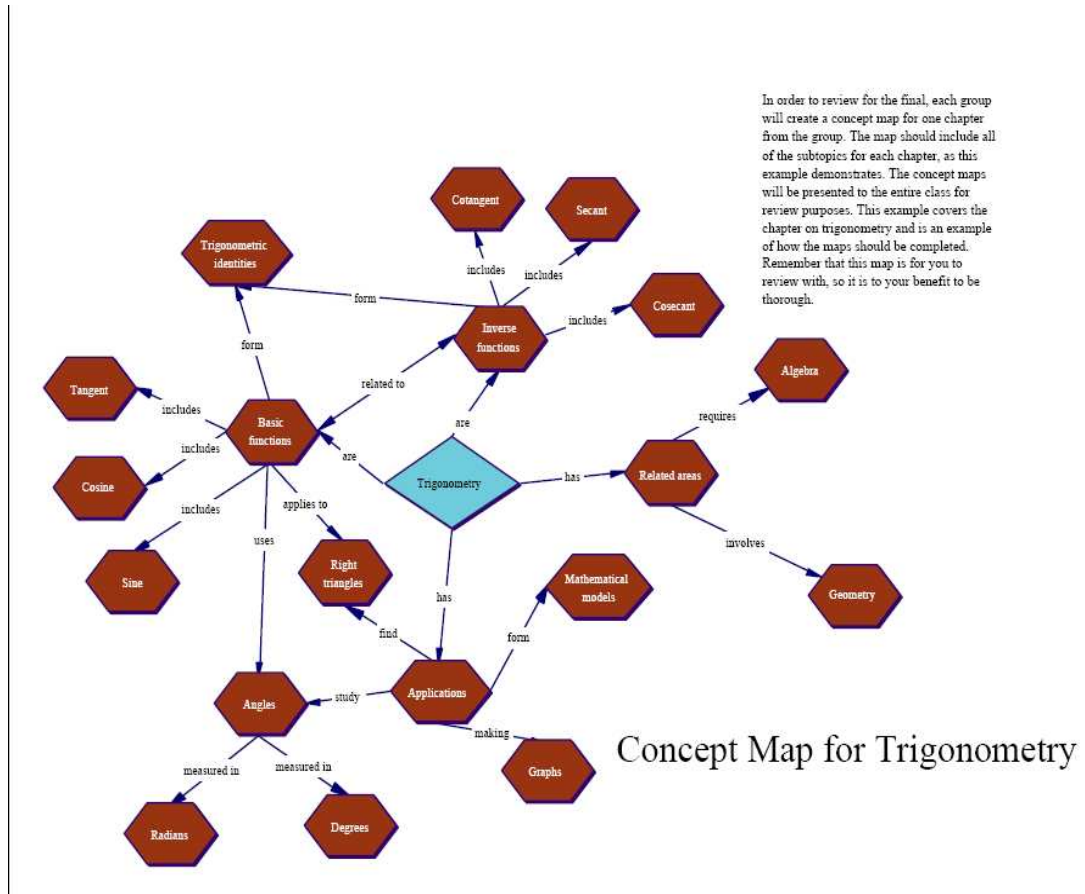 In order to review for the final, each group
will create a concept map for one chapter
from the group. The map should include all
of the subtopics for each chapter, as this
example demonstrates. The concept maps
will be presented to the entire class for
review purposes. This example covers the
chapter on trigonometry and is an example
of how the maps should be completed.
Remember that this map is for you to
review with, so it is to your benefit to be
thorough.
Cotangent
Secant
Trigonometric
identities
includes
includes
form
Cosecant
includes
Inverse
functions
form
Algebra
related to
Tangent
includes
requires
Basic
functions
are
includes
are
Cosine
Trigonometry
has
Related areas
includes
applies to
uses
involves
Sine
Right
triangles
has
Mathematical
models
Geometry
find
form
study
Applications
Angles
making
Concept Map for Trigonometry
measured in
measured in
Graphs
Radians
Degrees